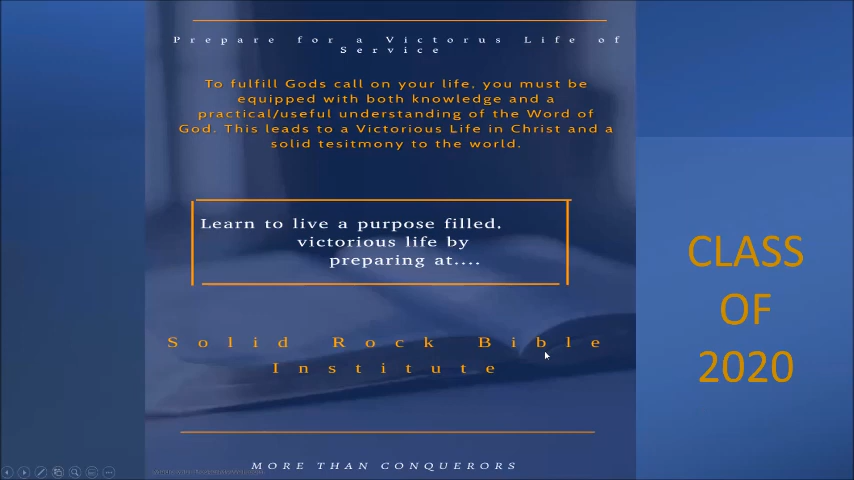 Prepare for a Victorus Life of
Service
To fulfill Gods call on your life, you must be
equipped with both knowledge and a
practical/useful understanding of the Word of
God. This leads to a Victorious Life in Christ and a
solid tesitmony to the world.
Learn to live a purpose filled,
victorious life by
preparing at....
Solid Rock Bible
Institute
MORE THAN CONQUERORS
CLASS
OF
2020